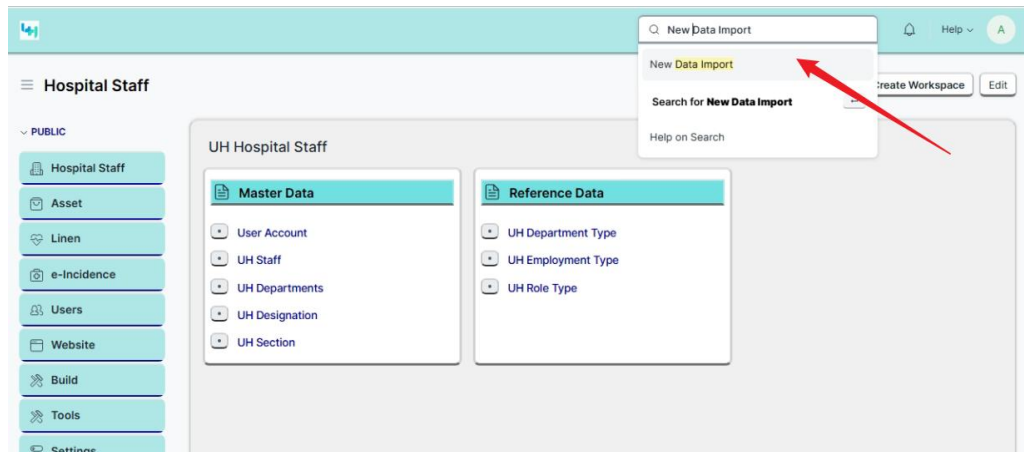 New Data Import
Help
A
Hospital Staff
New Data Import
Search for New Data Import
Help on Search
Create Workspace
Edit
PUBLIC
Hospital Staff
Asset
Linen
e-Incidence
Users
Website
Build
Tools
Settings
UH Hospital Staff
Master Data
User Account
UH Staff
UH Departments
UH Designation
UH Section
Reference Data
UH Department Type
UH Employment Type
UH Role Type